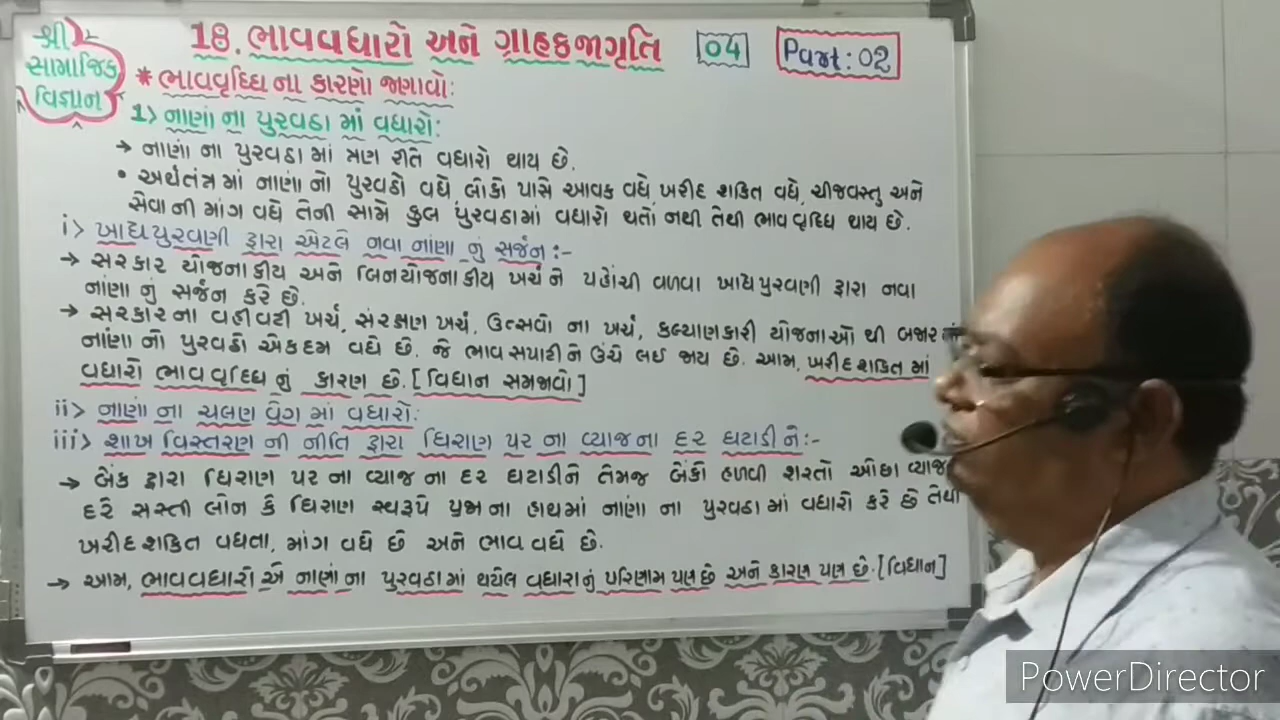 શ્રી
સામાજિક
વિજ્ઞાન
18. ભાવવધારો અને ગ્રાહકજાગૃતિ 04 Part : 02
* ભાવવૃધ્ધિ ના કારણો જણાવો:
1> નાણાં ના પુરવઠા માં વધારો:
→ નાણાં ના પુરવઠા માં ત્રણ રીતે વધારો થાય છે.
• અર્થતંત્ર માં નાણાં નો પુરવઠો વધે લોકો પાસે આવક વધે, ખરીદ શક્તિ વધે, ચીજવસ્તુ અને
સેવા ની માંગ વધે તેની સામે કુલ પુરવઠામાં વધારો થતો નથી તેથી ભાવ વૃધ્ધિ થાય છે.
i> ખાધપુરવણી દ્વારા એટલે નવા નાંણા નું સર્જન :-
→ સરકાર યોજના કીય અને બિનયોજના કીય ખર્ચ ને પહોંચી વળવા ખાધપુરવણી દ્વારા નવા
નાંણા નું સર્જન કરે છે.
→ સરકાર ના વહીવટી ખર્ચ, સંરક્ષણ ખર્ચ, ઉત્સવો ના ખર્ચ, કલ્યાણકારી યોજનાઓ થી બજાર
નાંણા નો પુરવઠો એકદમ વધે છે. જે ભાવ સપાટી ને ઉંચે લઈ જાય છે. આમ, ખરીદ શક્તિ માં
વધારો ભાવ વૃધ્ધિ નું કારણ છે. [વિધાન સમજાવો]
ii> નાણાં ના ચલણ વેગ માં વધારો:
iii> શાખ વિસ્તરણ ની નીતિ દ્વારા ધિરાણ પર ના વ્યાજ ના દર ઘટાડી ને :-
→ બેંક દ્વારા ધિરાણ પર ના વ્યાજ ના દર ઘટાડીને તેમજ બેંકો હળવી શરતો ઓછા વ્યાજ
દરે સસ્તી લોન કે ધિરાણ સ્વરૂપે પ્રજા ના હાથમાં નાંણા ના પુરવઠા માં વધારો કરે છે તેથી
ખરીદ શક્તિ વધતા, માંગ વધે છે અને ભાવ વધે છે.
→ આમ, ભાવવધારો એ નાણાં ના પુરવઠામાં થયેલ વધારાનું પરિણામ પણ છે અને કારણ પણ છે. [વિધાન]
PowerDirector